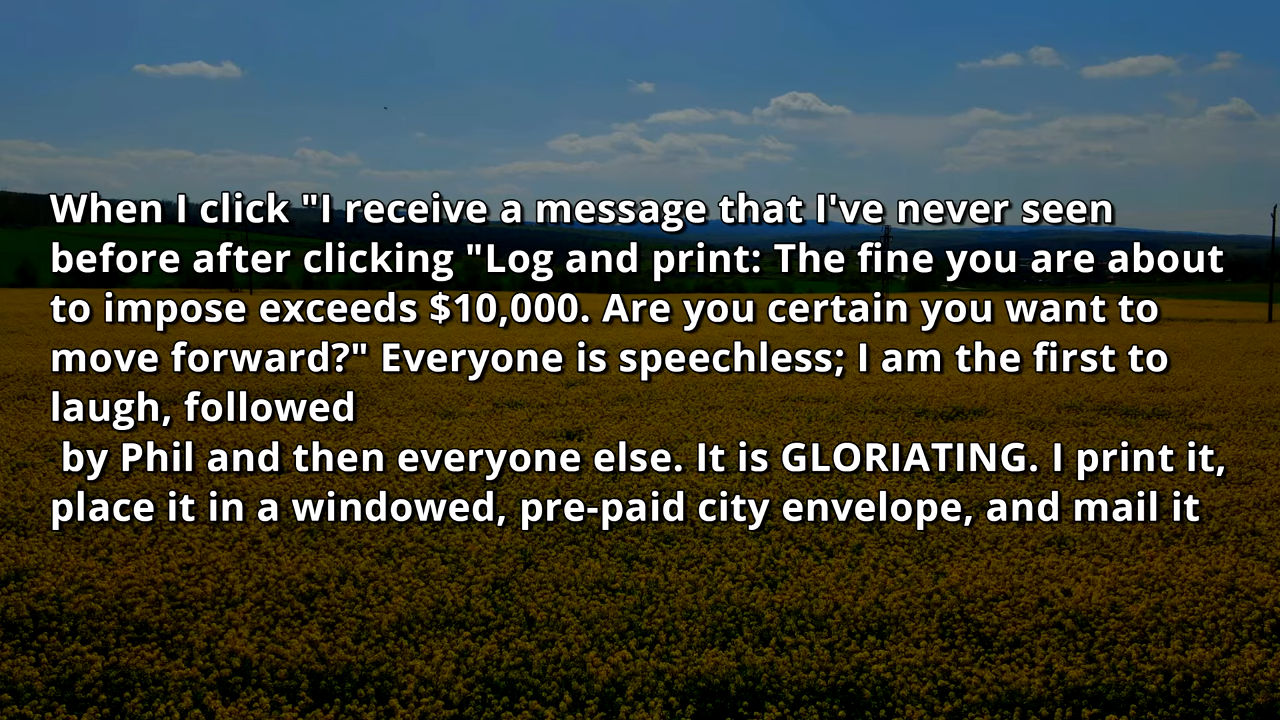 When I click "I receive a message that I've never seen
before after clicking "Log and print: The fine you are about
to impose exceeds $10,000. Are you certain you want to
move forward?" Everyone is speechless; I am the first to
laugh, followed
by Phil and then everyone else. It is GLORIATING. I print it,
place it in a windowed, pre-paid city envelope, and mail it